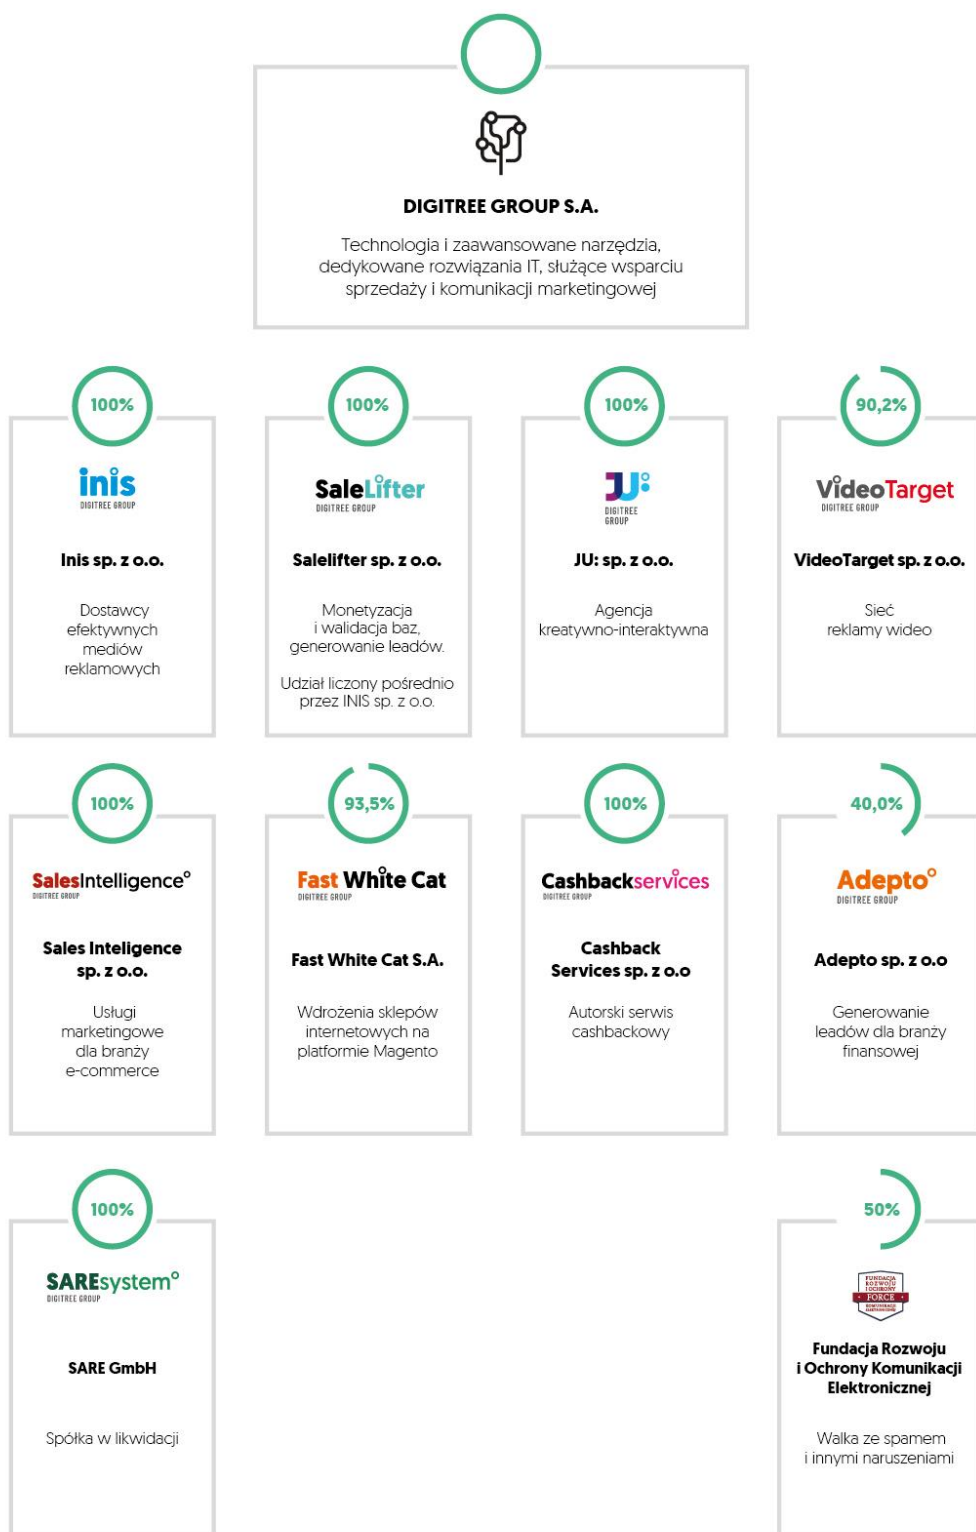 DIGITREE GROUP S.A.
Technologia i zaawansowane narzędzia,
dedykowane rozwiązania IT, służące wsparciu
sprzedaży i komunikacji marketingowej
100%
inis
DIGITREE GROUP
Inis sp. z o.o.
Dostawcy
efektywnych
mediów
reklamowych
100%
SaleLifter
DIGITREE GROUP
Salelifter sp. z o.o.
Monetyzacja
i walidacja baz,
generowanie leadów.
Udział liczony pośrednio
przez INIS sp. z o.o.
100%
JU:
DIGITREE
GROUP
JU: sp. z o.o.
Agencja
kreatywno-interaktywna
90,2%
VideoTarget
DIGITREE GROUP
VideoTarget sp. z o.o.
Sieć
reklamy wideo
100%
SalesIntelligence
DIGITREE GROUP
Sales Inteligence
sp. z o.o.
Usługi
marketingowe
dla branży
e-commerce
93,5%
Fast White Cat
DIGITREE GROUP
Fast White Cat S.A.
Wdrożenia sklepów
internetowych na
platformie Magento
100%
Cashbackservices
DIGITREE GROUP
Cashback
Services sp. z o.o
Autorski serwis
cashbackowy
40,0%
Adepto
DIGITREE GROUP
Adepto sp. z o.o
Generowanie
leadów dla branży
finansowej
100%
SAREsystem
DIGITREE GROUP
SARE GmbH
Spółka w likwidacji
50%
FUNDACJA
ROZWOJU
I OCHRONY
FORCE
KOMUNIKACJI
ELEKTRONICZNEJ
Fundacja Rozwoju
i Ochrony Komunikacji
Elektronicznej
Walka ze spamem
i innymi naruszeniami